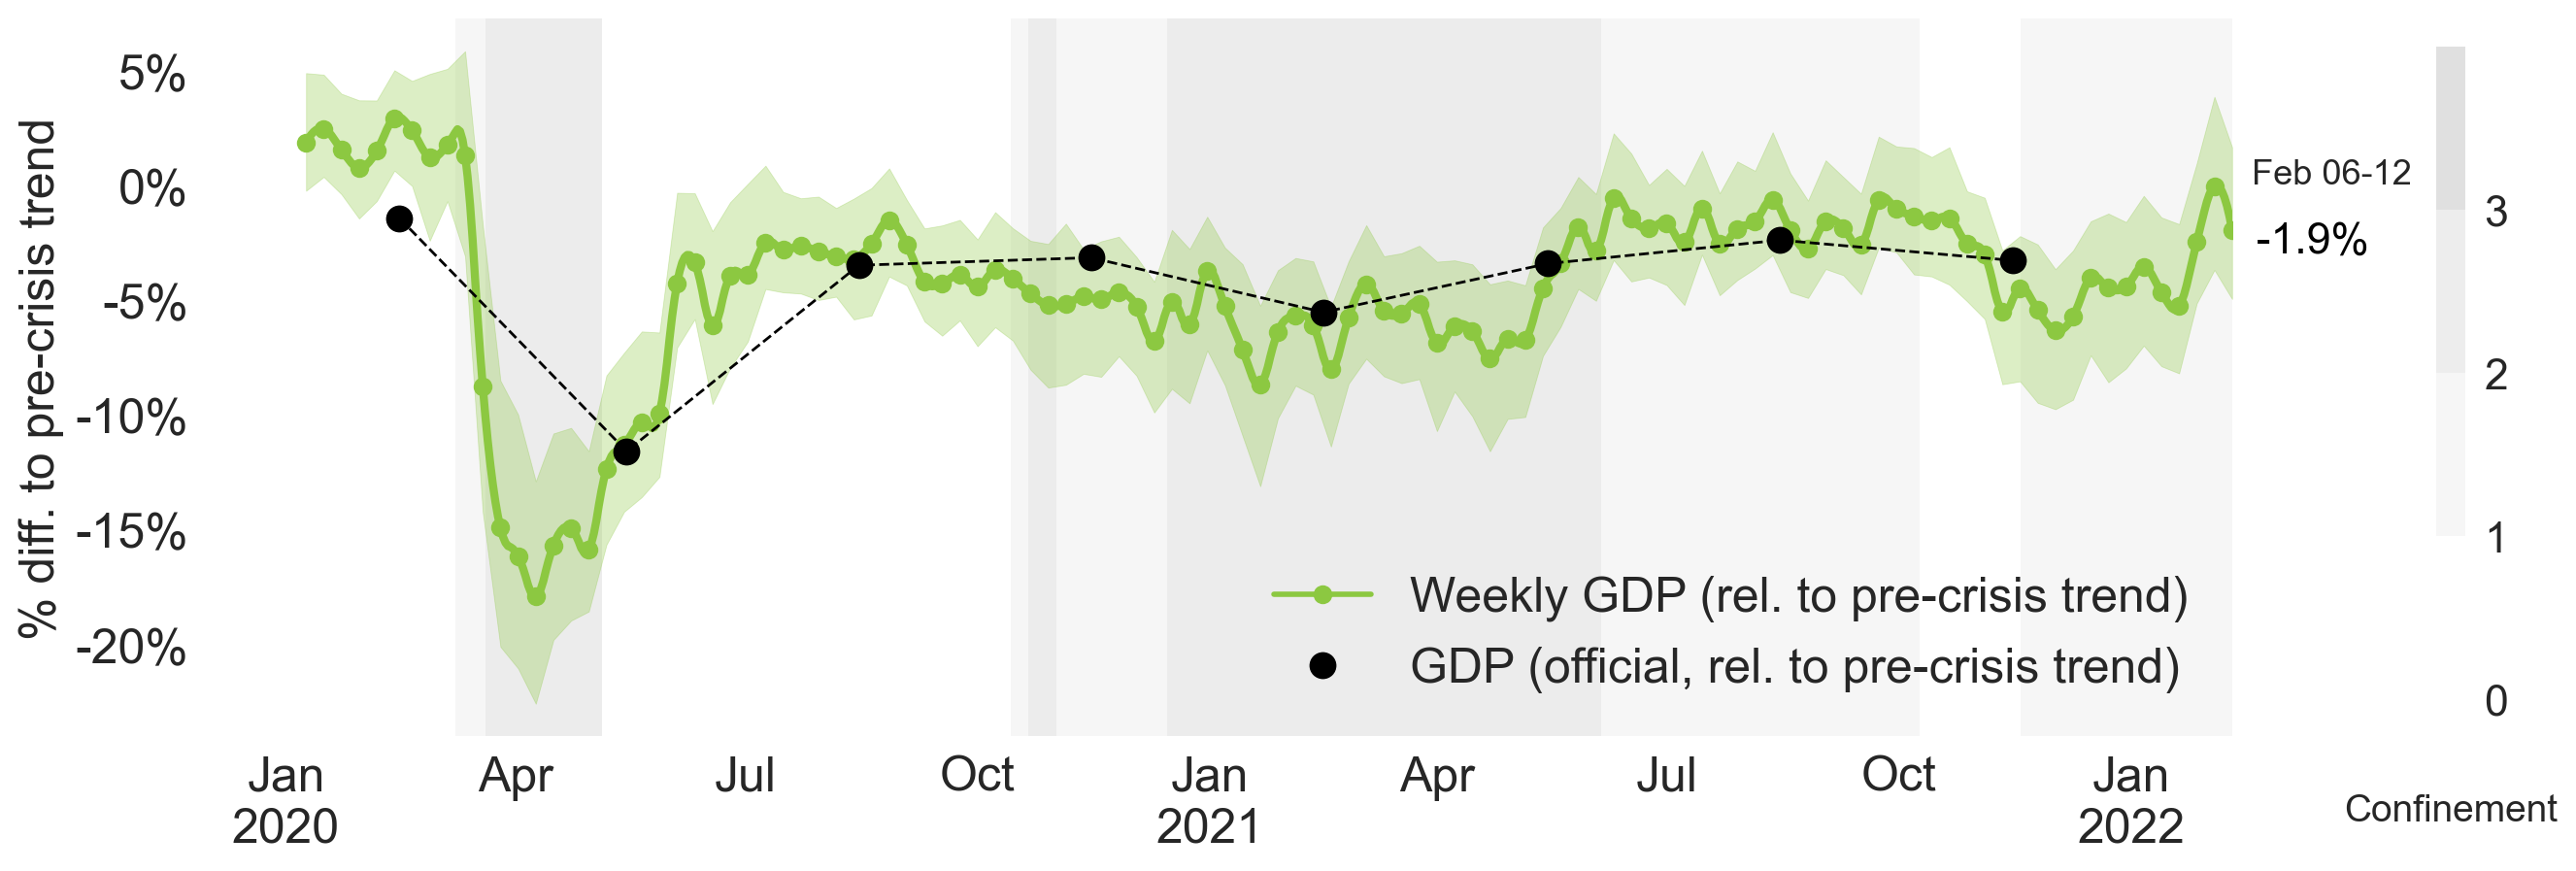 % diff. to pre-crisis trend
5%
0%
-5%
-10%
-15%
-20%
Feb 06-12
-1.9%
Weekly GDP (rel. to pre-crisis trend)
GDP (official, rel. to pre-crisis trend)
Jan Apr Jul Oct Jan Apr Jul Oct Jan
2020 2021 2022
3
2
1
0
Confinement